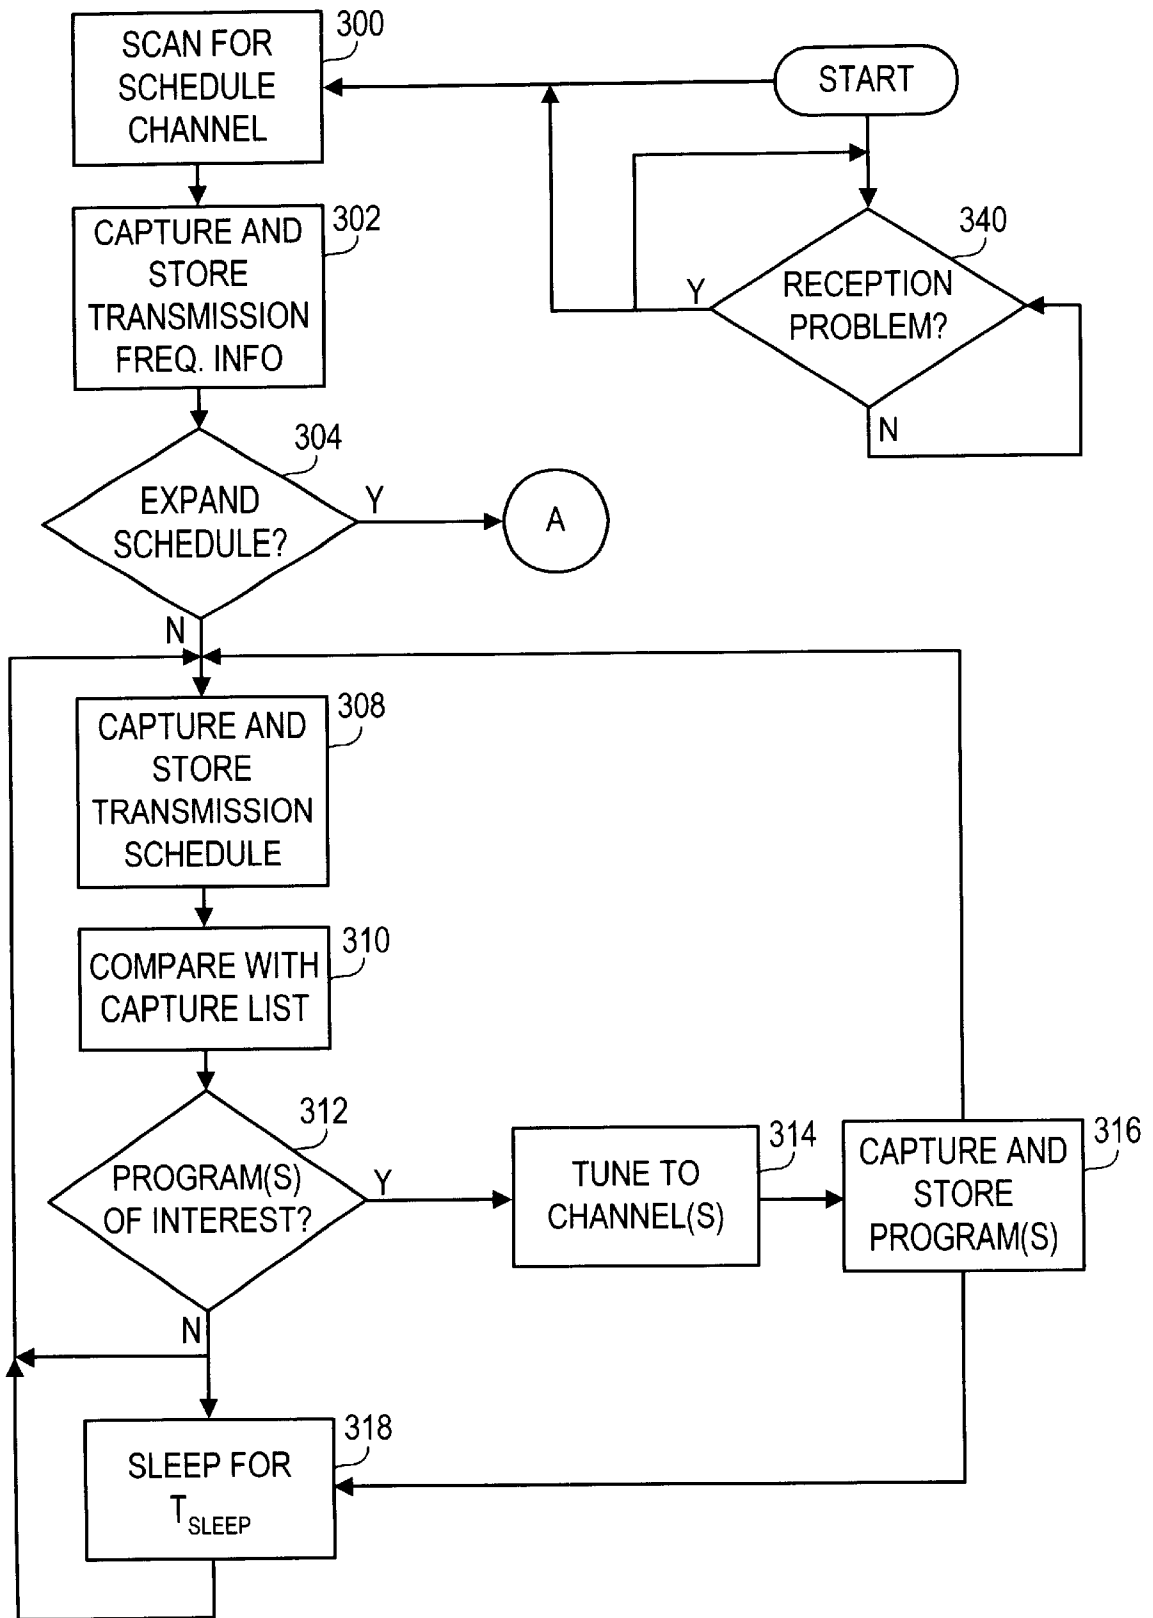 300
SCAN FOR
SCHEDULE
CHANNEL
START
302
CAPTURE AND
STORE
TRANSMISSION
FREQ. INFO
340
RECEPTION
PROBLEM?
Y
N
304
EXPAND
SCHEDULE?
Y
A
N
308
CAPTURE AND
STORE
TRANSMISSION
SCHEDULE
310
COMPARE WITH
CAPTURE LIST
312
PROGRAM(S)
OF INTEREST?
Y
314
TUNE TO
CHANNEL(S)
316
CAPTURE AND
STORE
PROGRAM(S)
N
318
SLEEP FOR
TSLEEP